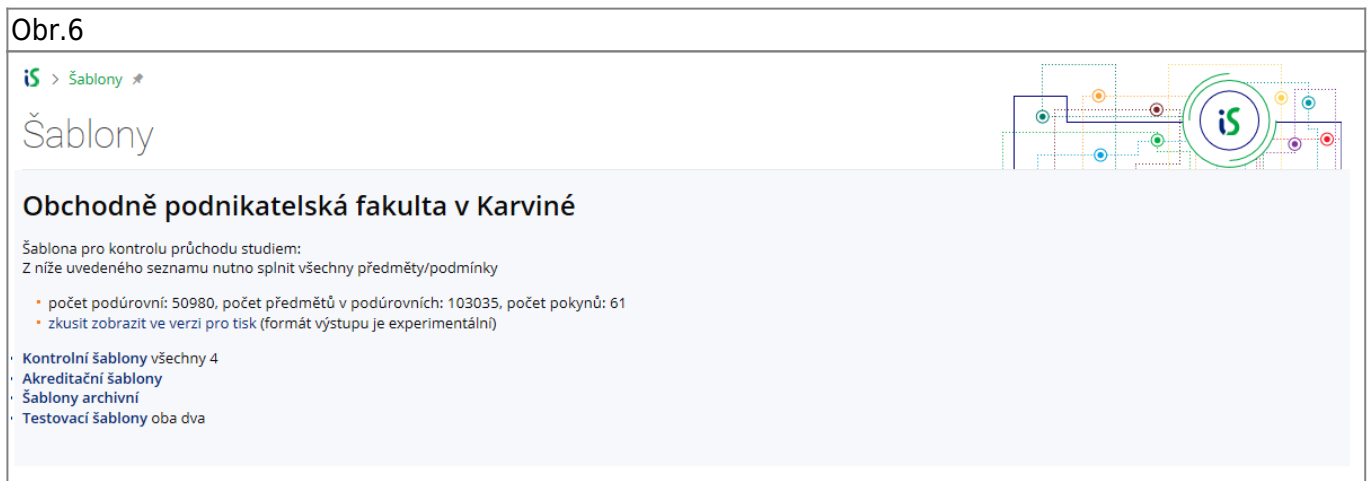 Obr.6
iS > Šablony
Šablony
iS
Obchodně podnikatelská fakulta v Karviné
Šablona pro kontrolu průchodu studiem:
Z níže uvedeného seznamu nutno splnit všechny předměty/podmínky
počet podúrovní: 50980, počet předmětů v podúrovních: 103035, počet pokynů: 61
zkusit zobrazit ve verzi pro tisk (formát výstupu je experimentální)
Kontrolní šablony všechny 4
Akreditační šablony
Šablony archivní
Testovací šablony oba dva